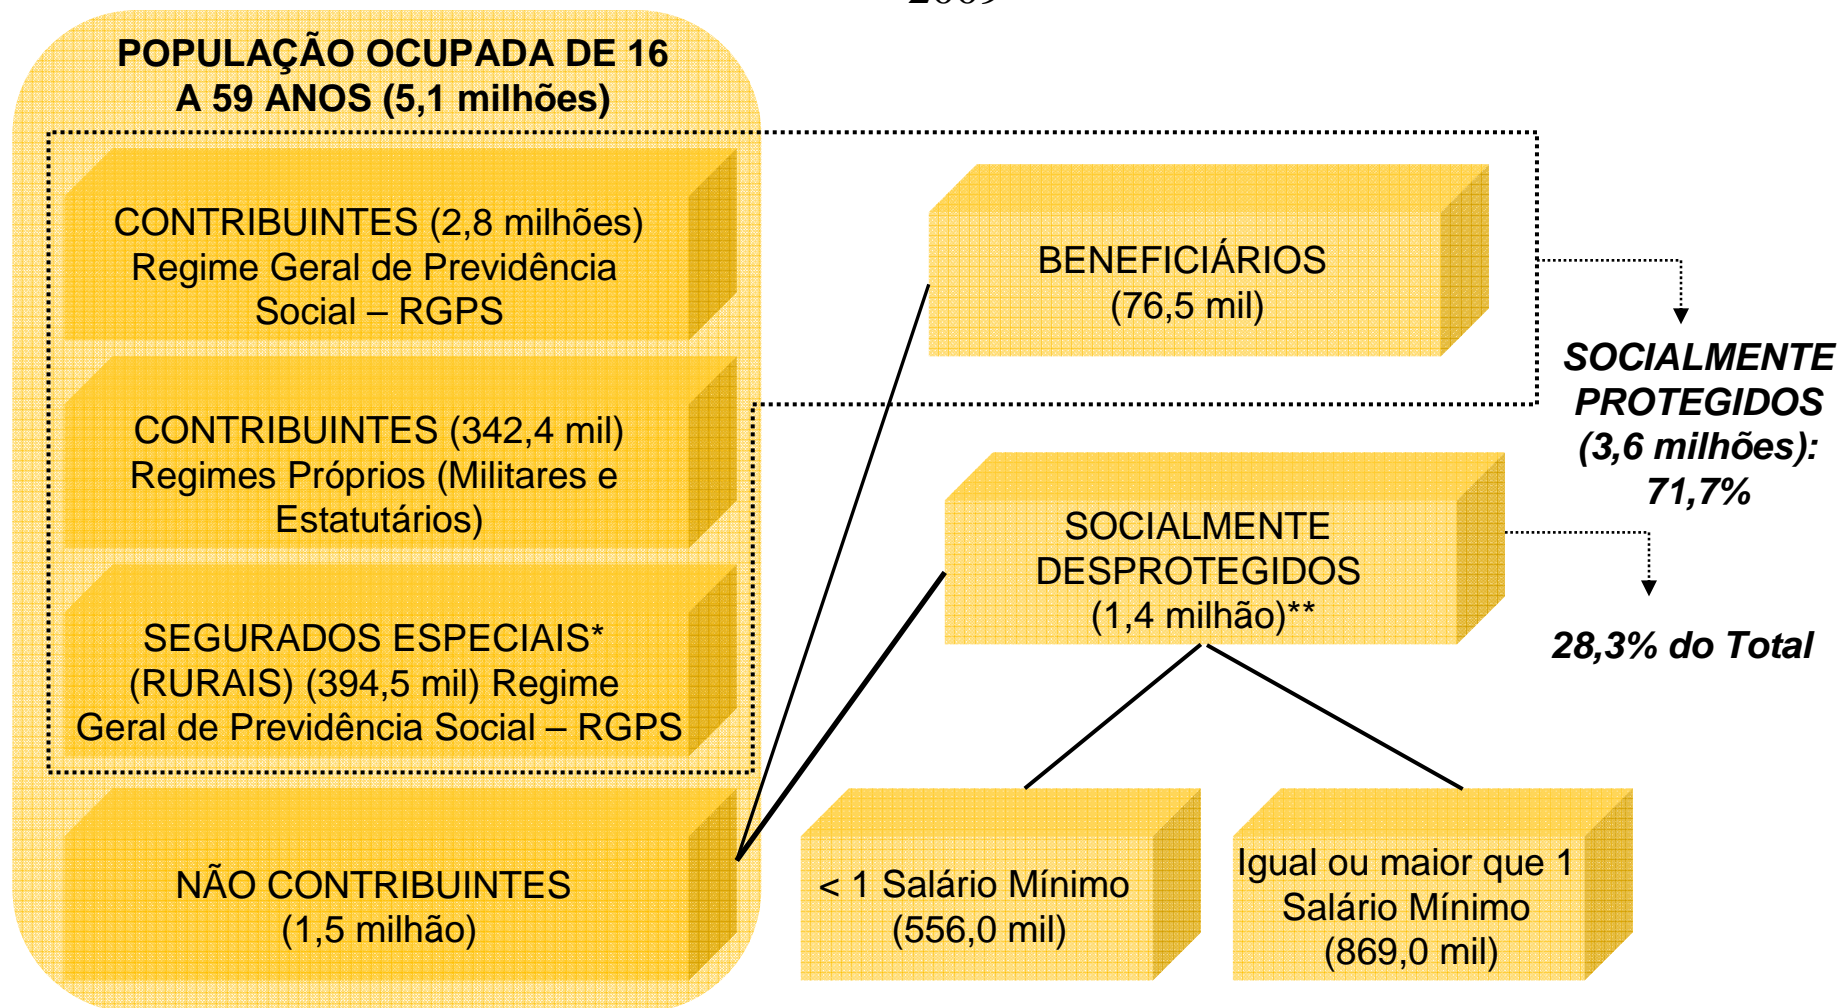 POPULAÇÃO OCUPADA DE 16
A 59 ANOS (5,1 milhões)
CONTRIBUINTES (2,8 milhões)
Regime Geral de Previdência
Social – RGPS
CONTRIBUINTES (342,4 mil)
Regimes Próprios (Militares e
Estatutários)
SEGURADOS ESPECIAIS*
(RURAIS) (394,5 mil) Regime
Geral de Previdência Social – RGPS
NÃO CONTRIBUINTES
(1,5 milhão)
BENEFICIÁRIOS
(76,5 mil)
SOCIALMENTE
PROTEGIDOS
(3,6 milhões):
71,7%
SOCIALMENTE
DESPROTEGIDOS
(1,4 milhão)**
28,3% do Total
< 1 Salário Mínimo
(556,0 mil)
Igual ou maior que 1
Salário Mínimo
(869,0 mil)